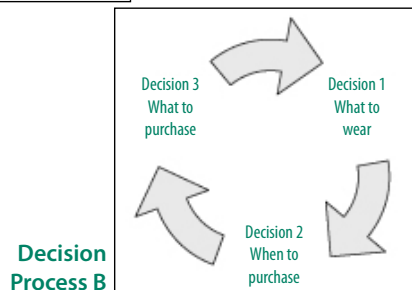 Decision 3
What to
purchase
Decision 1
What to
wear
Decision 2
When to
purchase
Decision
Process B